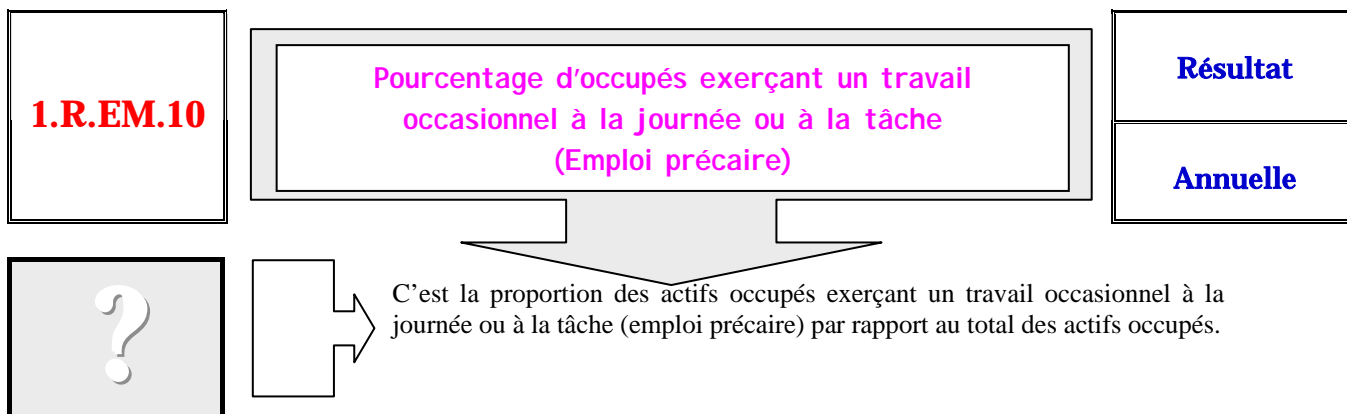 1.R.EM.10
Pourcentage d'occupés exerçant un travail
occasionnel à la journée ou à la tâche
(Emploi précaire)
Résultat
Annuelle
?
C’est la proportion des actifs occupés exerçant un travail occasionnel à la
journée ou à la tâche (emploi précaire) par rapport au total des actifs occupés.